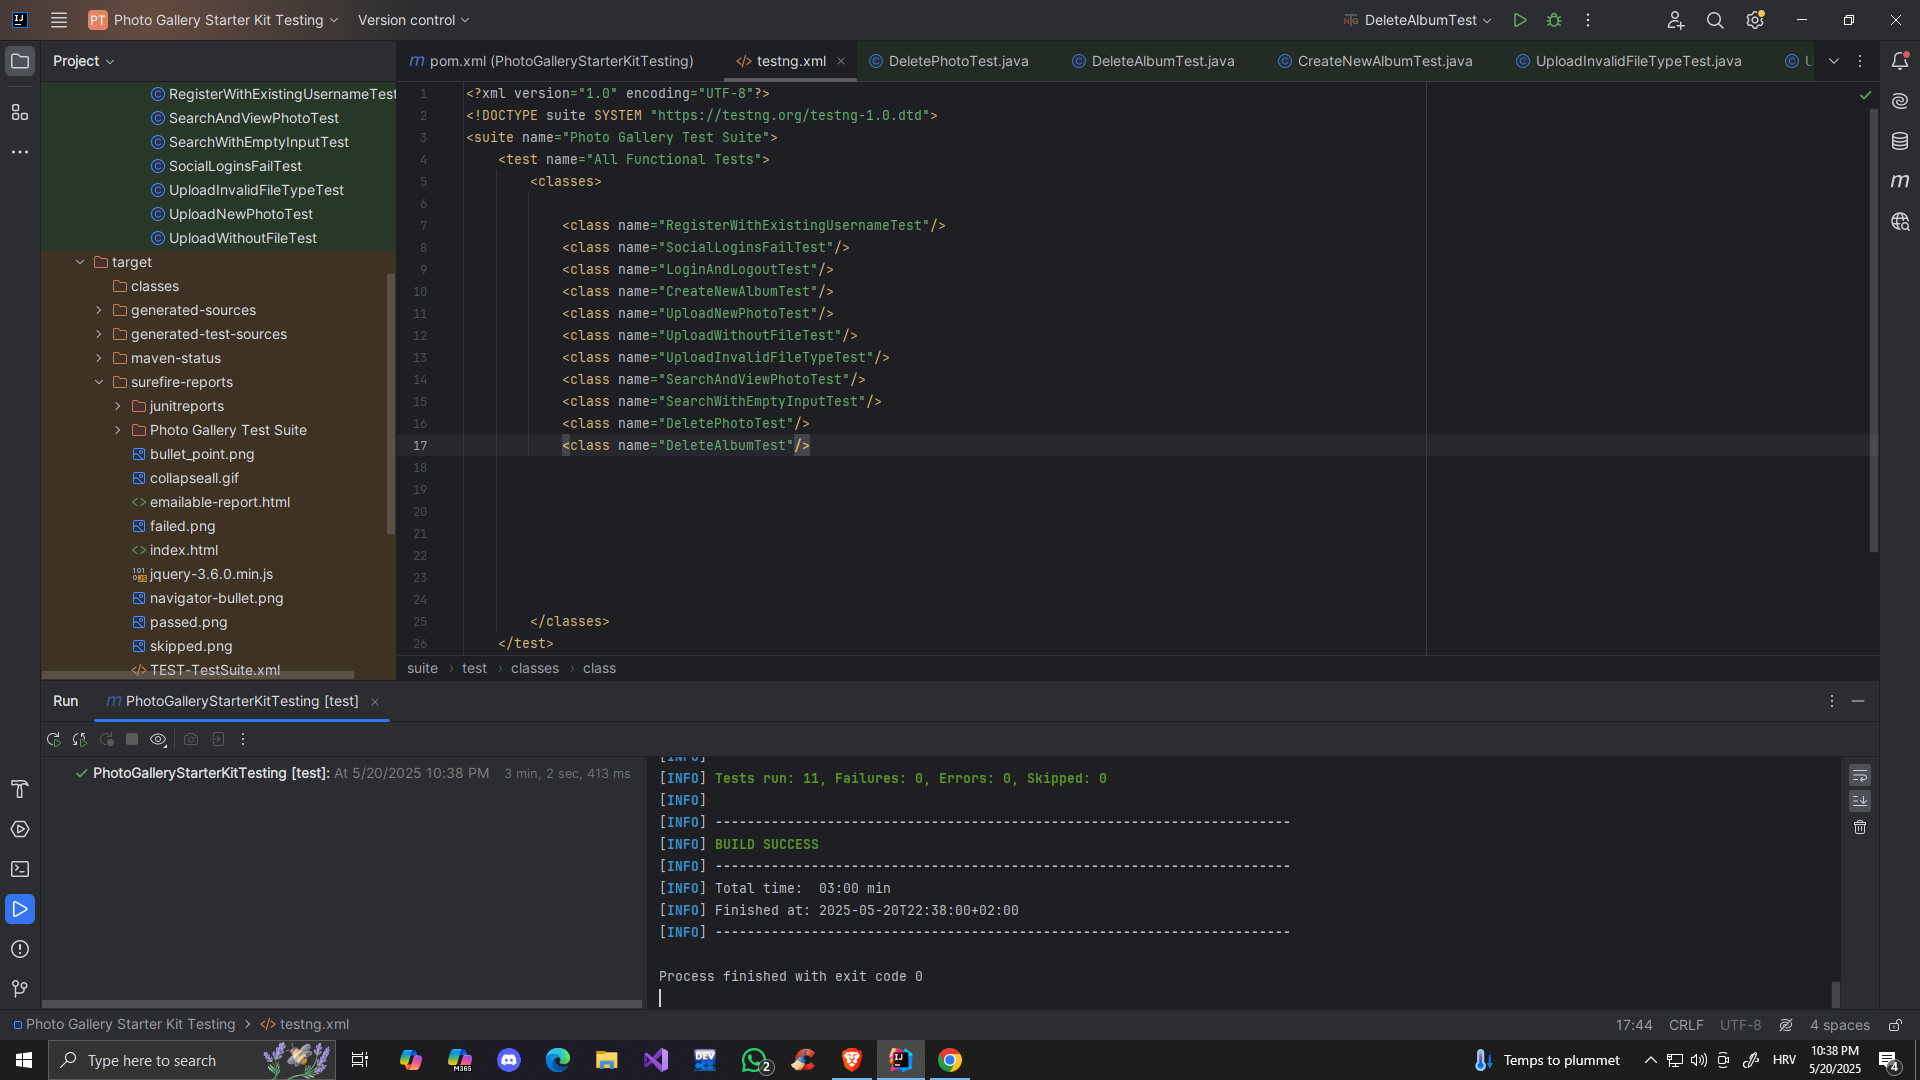 PT Photo Gallery Starter Kit Testing
Version control
DeleteAlbumTest
Project
pom.xml (PhotoGalleryStarterKitTesting)
testng.xml
DeletePhotoTest.java
DeleteAlbumTest.java
CreateNewAlbumTest.java
UploadInvalidFileTypeTest.java
RegisterWithExistingUsernameTest
SearchAndViewPhotoTest
SearchWithEmptyInputTest
SocialLoginsFailTest
UploadInvalidFileTypeTest
UploadNewPhotoTest
UploadWithoutFileTest
target
classes
generated-sources
generated-test-sources
maven-status
surefire-reports
junitreports
Photo Gallery Test Suite
bullet_point.png
collapseall.gif
emailable-report.html
failed.png
index.html
jquery-3.6.0.min.js
navigator-bullet.png
passed.png
skipped.png
TEST-TestSuite.xml
1 <?xml version="1.0" encoding="UTF-8"?>
2 <!DOCTYPE suite SYSTEM "https://testng.org/testng-1.0.dtd">
3 <suite name="Photo Gallery Test Suite">
4 <test name="All Functional Tests">
5 <classes>
6
7 <class name="RegisterWithExistingUsernameTest"/>
8 <class name="SocialLoginsFailTest"/>
9 <class name="LoginAndLogoutTest"/>
10 <class name="CreateNewAlbumTest"/>
11 <class name="UploadNewPhotoTest"/>
12 <class name="UploadWithoutFileTest"/>
13 <class name="UploadInvalidFileTypeTest"/>
14 <class name="SearchAndViewPhotoTest"/>
15 <class name="SearchWithEmptyInputTest"/>
16 <class name="DeletePhotoTest"/>
17 <class name="DeleteAlbumTest"/>
18
19
20
21
22
23
24
25 </classes>
26 </test>
suite › test › classes › class
Run
PhotoGalleryStarterKitTesting [test]
PhotoGalleryStarterKitTesting [test]: At 5/20/2025 10:38 PM 3 min, 2 sec, 413 ms
[INFO]
[INFO] Tests run: 11, Failures: 0, Errors: 0, Skipped: 0
[INFO]
[INFO] ------------------------------------------------------------------------
[INFO] BUILD SUCCESS
[INFO] ------------------------------------------------------------------------
[INFO] Total time:  03:00 min
[INFO] Finished at: 2025-05-20T22:38:00+02:00
[INFO] ------------------------------------------------------------------------
Process finished with exit code 0
Photo Gallery Starter Kit Testing > testng.xml
17:44 CRLF UTF-8 4 spaces
Type here to search
Temps to plummet
HRV
10:38 PM
5/20/2025
4